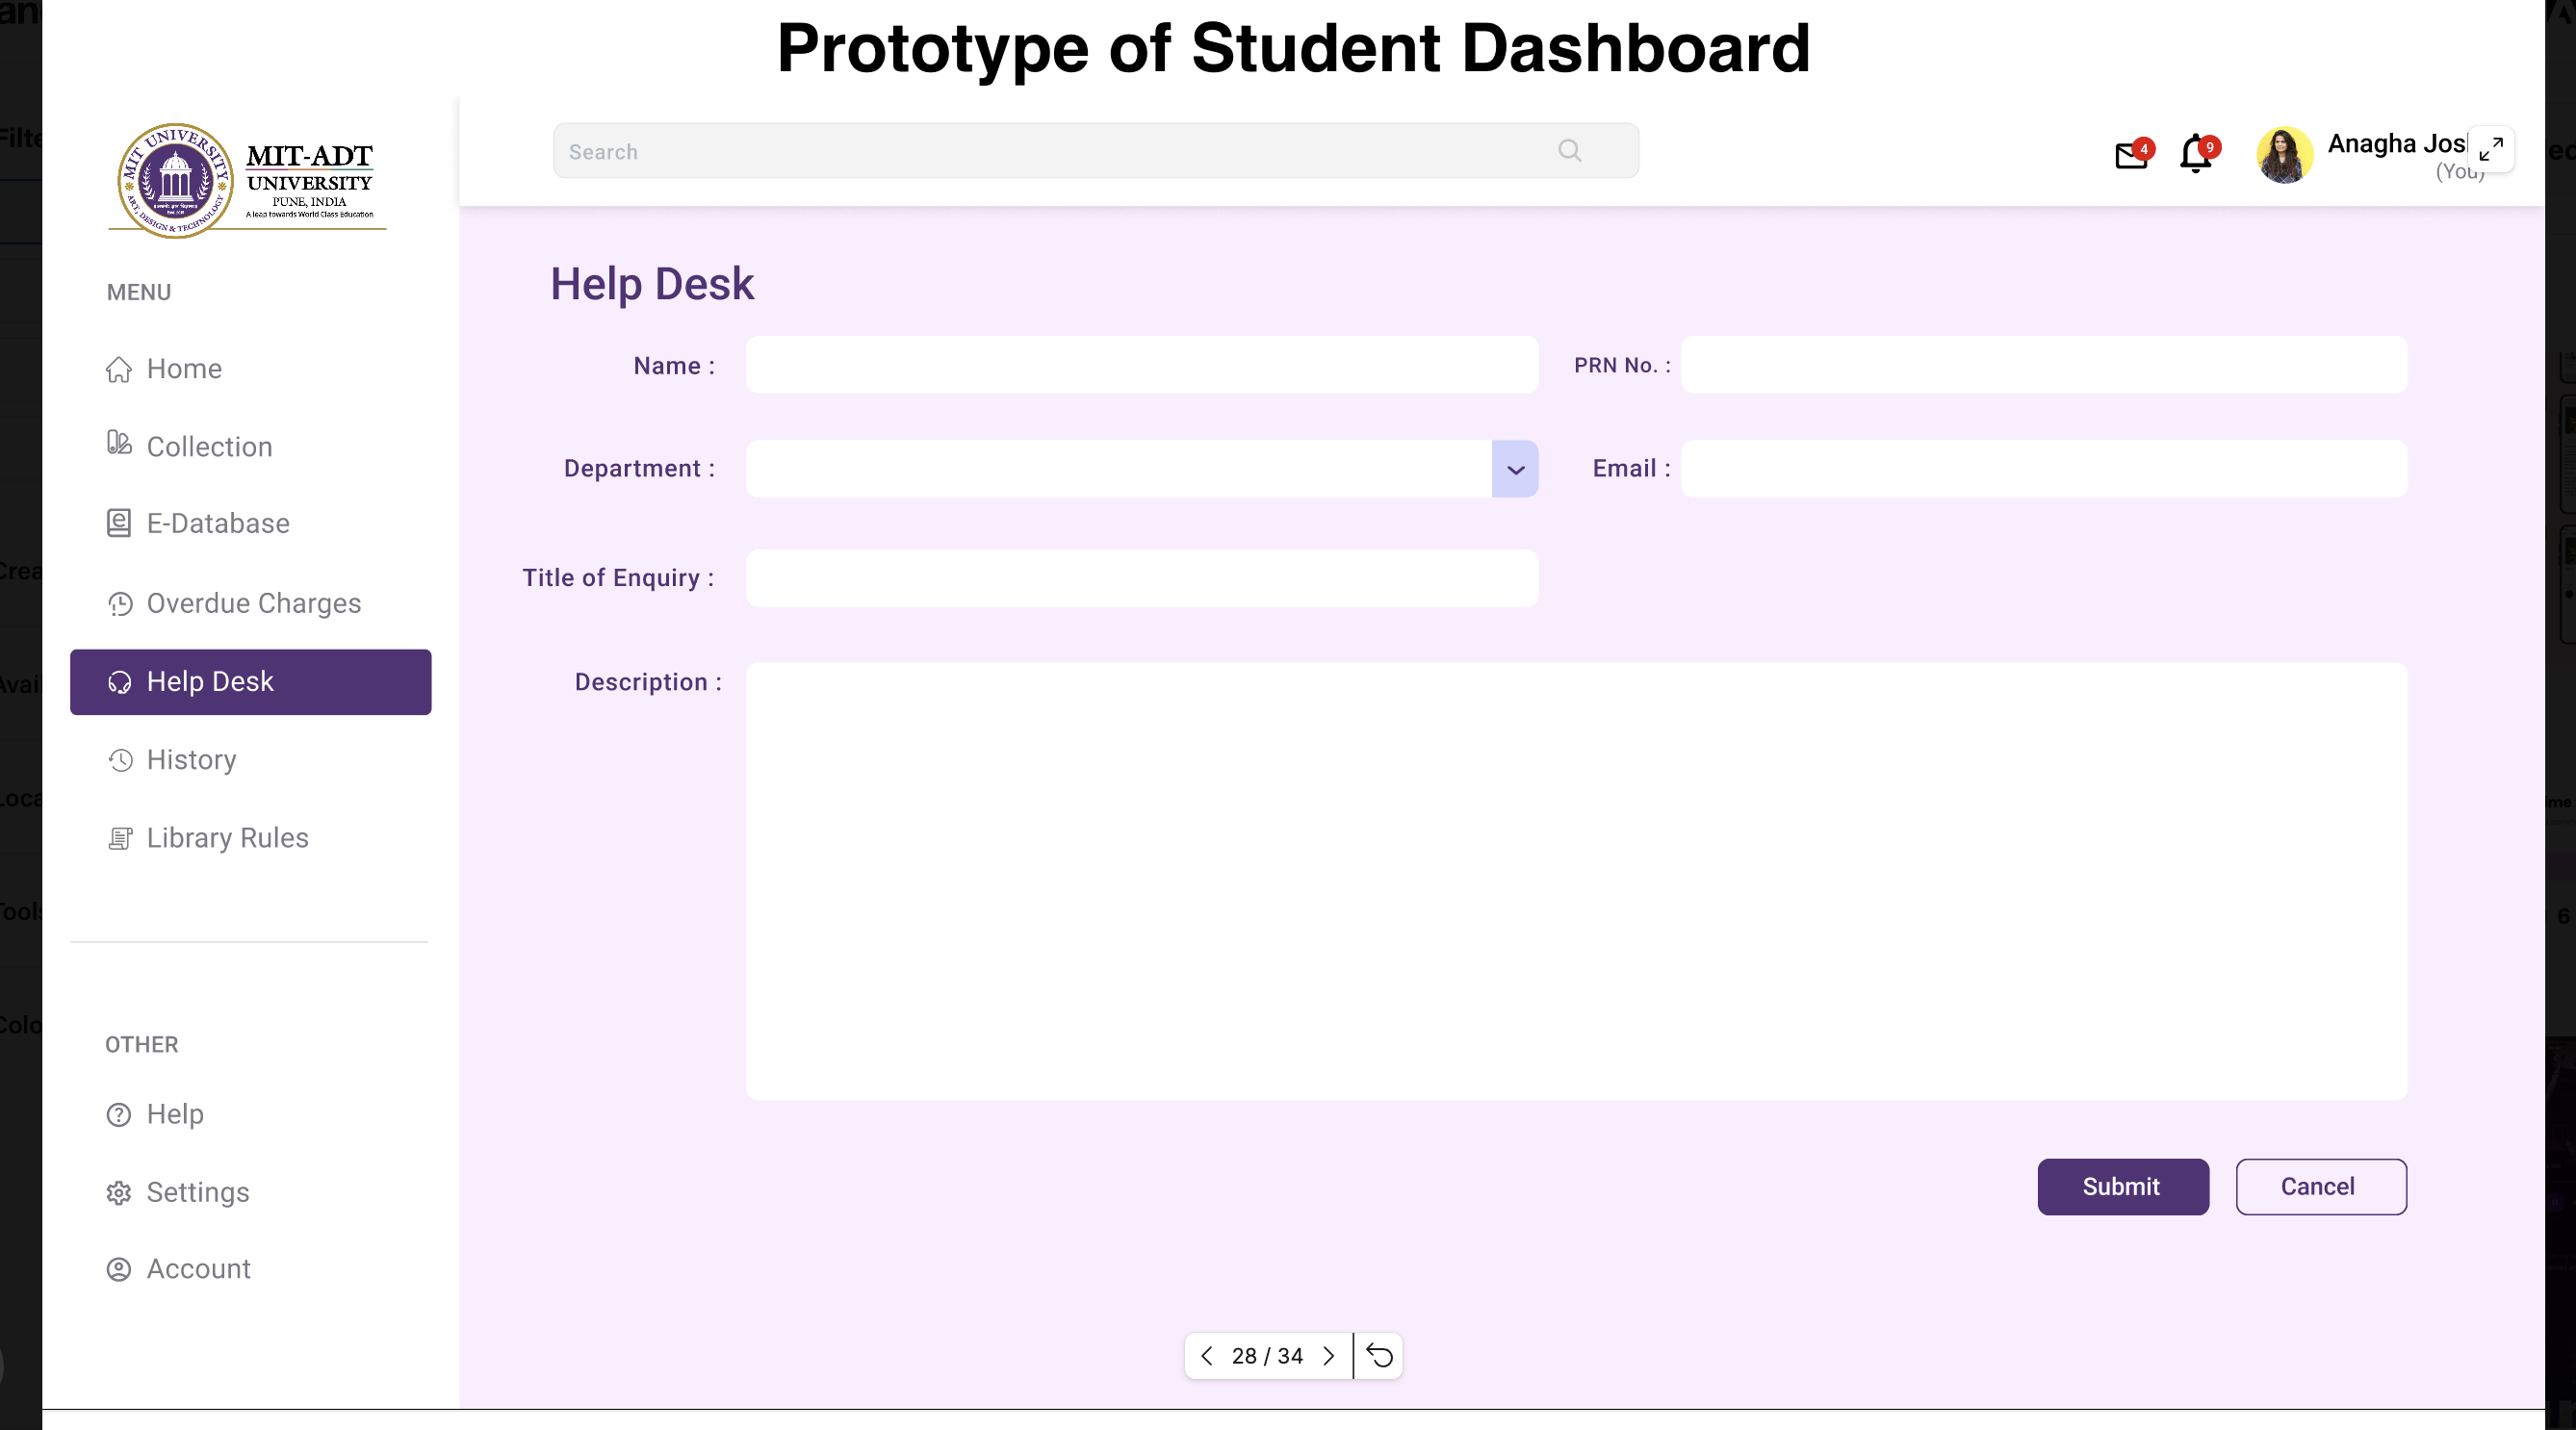 Prototype of Student Dashboard
MIT UNIVERSITY
ART, DESIGN & TECHNOLOGY
MIT-ADT
UNIVERSITY
PUNE, INDIA
A leap towards World Class Education
Search
4
9
Anagha Jos
(You)
MENU
Home
Collection
E-Database
Overdue Charges
Help Desk
History
Library Rules
OTHER
Help
Settings
Account
Help Desk
Name :
PRN No. :
Department :
Email :
Title of Enquiry :
Description :
Submit
Cancel
28 / 34